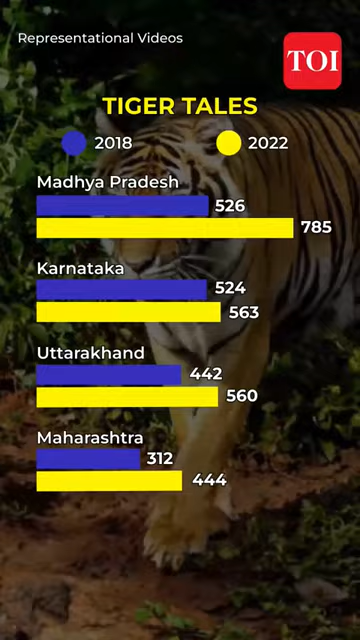 Representational Videos
TOI
TIGER TALES
2018 2022
Madhya Pradesh
526
785
Karnataka
524
563
Uttarakhand
442
560
Maharashtra
312
444